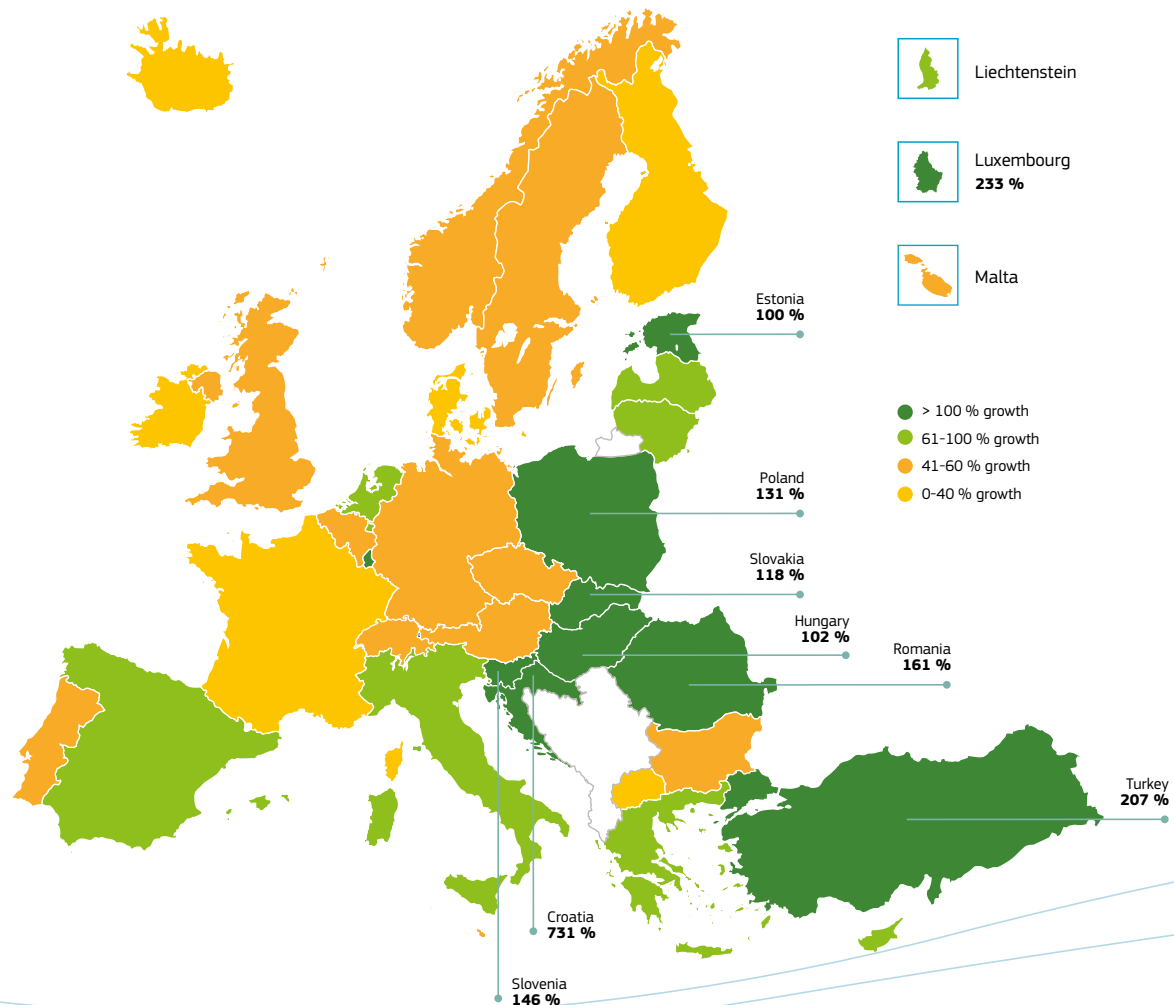 Liechtenstein
Luxembourg
233 %
Malta
Estonia
100 %
> 100 % growth
61-100 % growth
41-60 % growth
0-40 % growth
Poland
131 %
Slovakia
118 %
Hungary
102 %
Romania
161 %
Turkey
207 %
Croatia
731 %
Slovenia
146 %